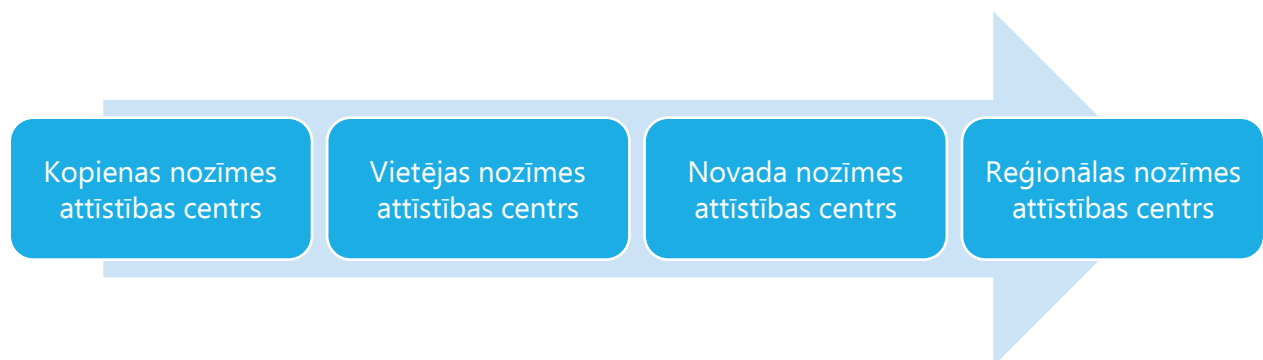 Kopienas nozīmes
attīstības centrs
Vietējas nozīmes
attīstības centrs
Novada nozīmes
attīstības centrs
Reģionālas nozīmes
attīstības centrs